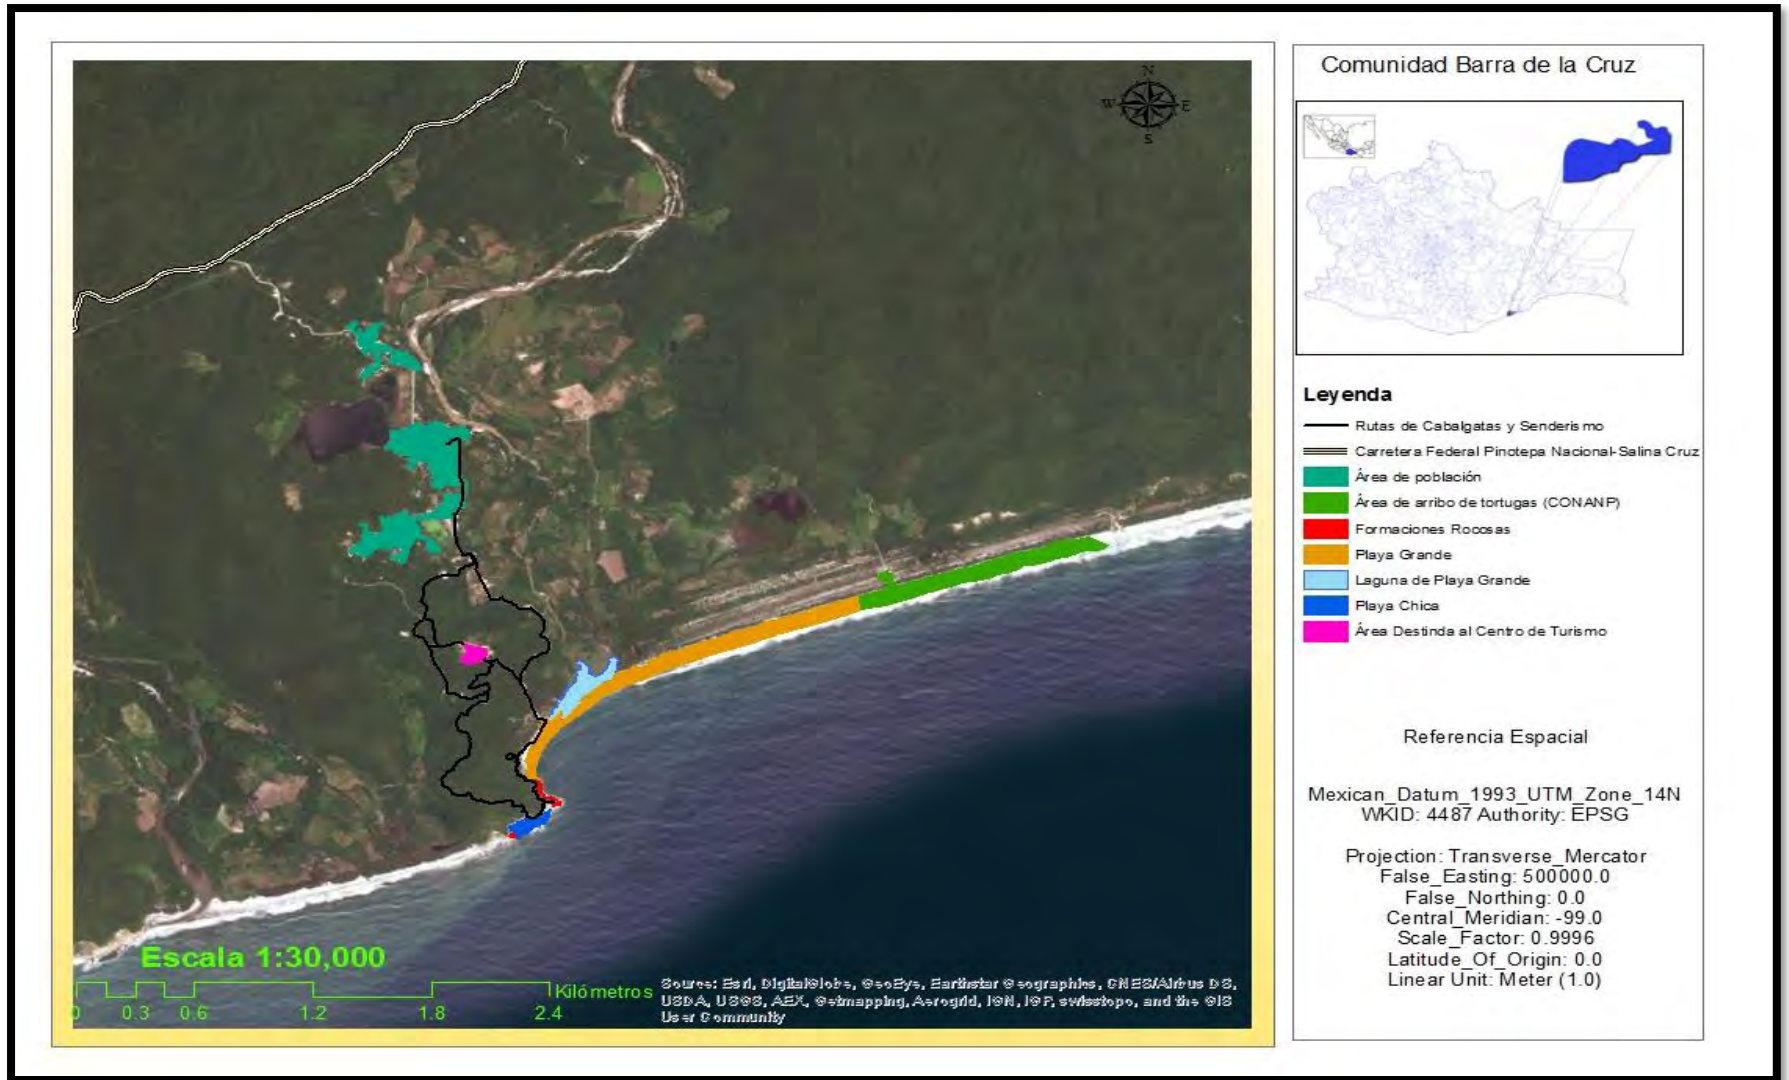 N
W
E
S
Escala 1:30,000
Kilómetros
0
0.3
0.6
1.2
1.8
2.4
Source: Esri, DigitalGlobe, GeoEye, Earthstar Geographics, CNES/Airbus DS,
USDA, USGS, AEX, Getmapping, Aerogrid, IGN, IGP, swisstopo, and the GIS
User Community
Comunidad Barra de la Cruz
Leyenda
Rutas de Cabalgatas y Senderismo
Carretera Federal Pinotepa Nacional-Salina Cruz
Área de población
Área de arribo de tortugas (CONANP)
Formaciones Rocosas
Playa Grande
Laguna de Playa Grande
Playa Chica
Área Destinda al Centro de Turismo
Referencia Espacial
Mexican_Datum_1993_UTM_Zone_14N
WKID: 4487 Authority: EPSG
Projection: Transverse_Mercator
False_Easting: 500000.0
False_Northing: 0.0
Central_Meridian: -99.0
Scale_Factor: 0.9996
Latitude_Of_Origin: 0.0
Linear Unit: Meter (1.0)